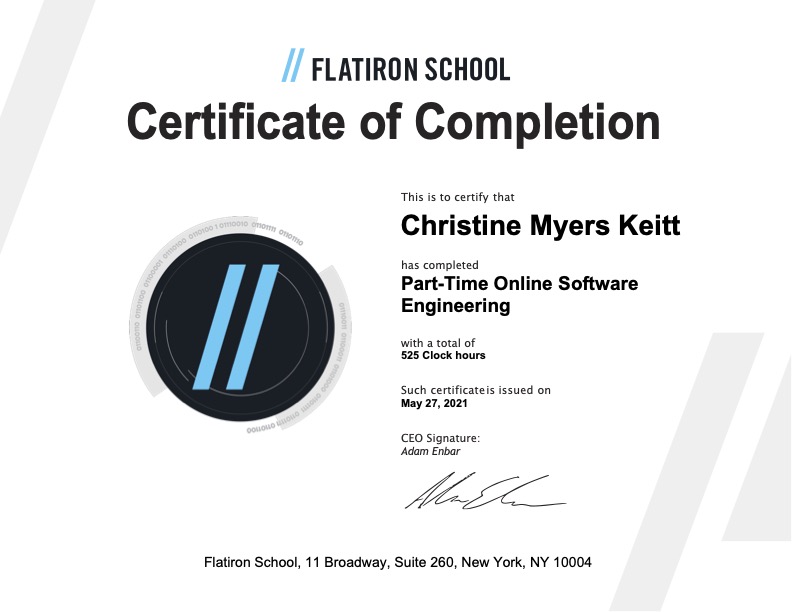 // FLATIRON SCHOOL
Certificate of Completion
This is to certify that
Christine Myers Keitt
has completed
Part-Time Online Software
Engineering
with a total of
525 Clock hours
Such certificate is issued on
May 27, 2021
CEO Signature:
Adam Enbar
Flatiron School, 11 Broadway, Suite 260, New York, NY 10004